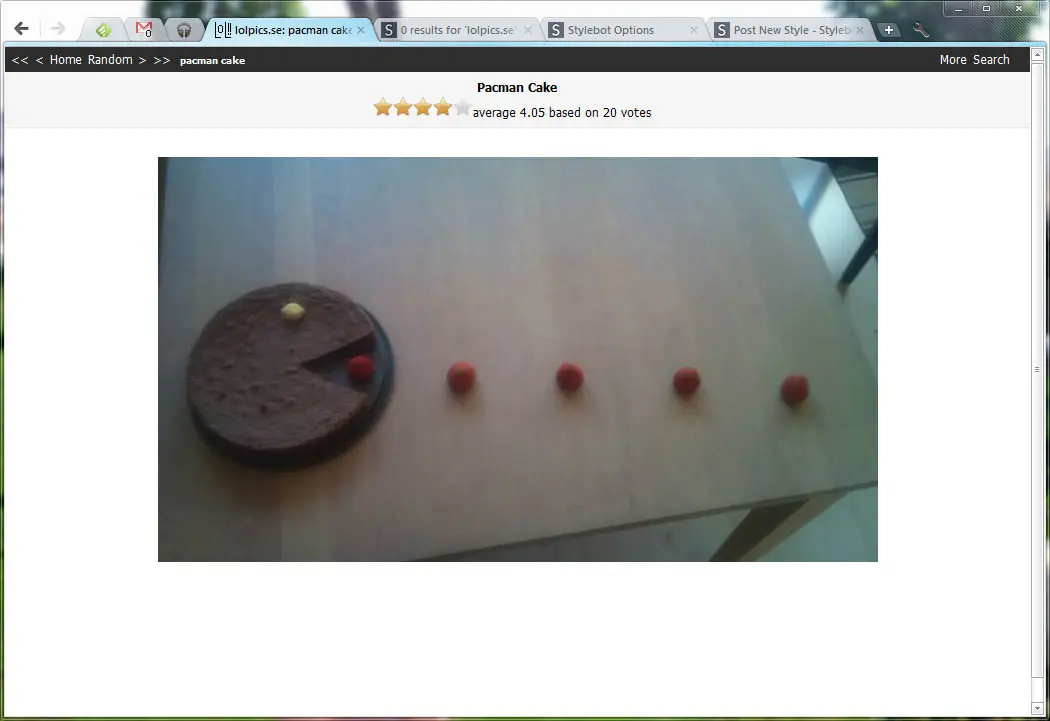 0
lolpics.se: pacman cake
0 results for 'lolpics.se'
Stylebot Options
Post New Style - Styleb
<< < Home Random > >> pacman cake
More Search
Pacman Cake
average 4.05 based on 20 votes